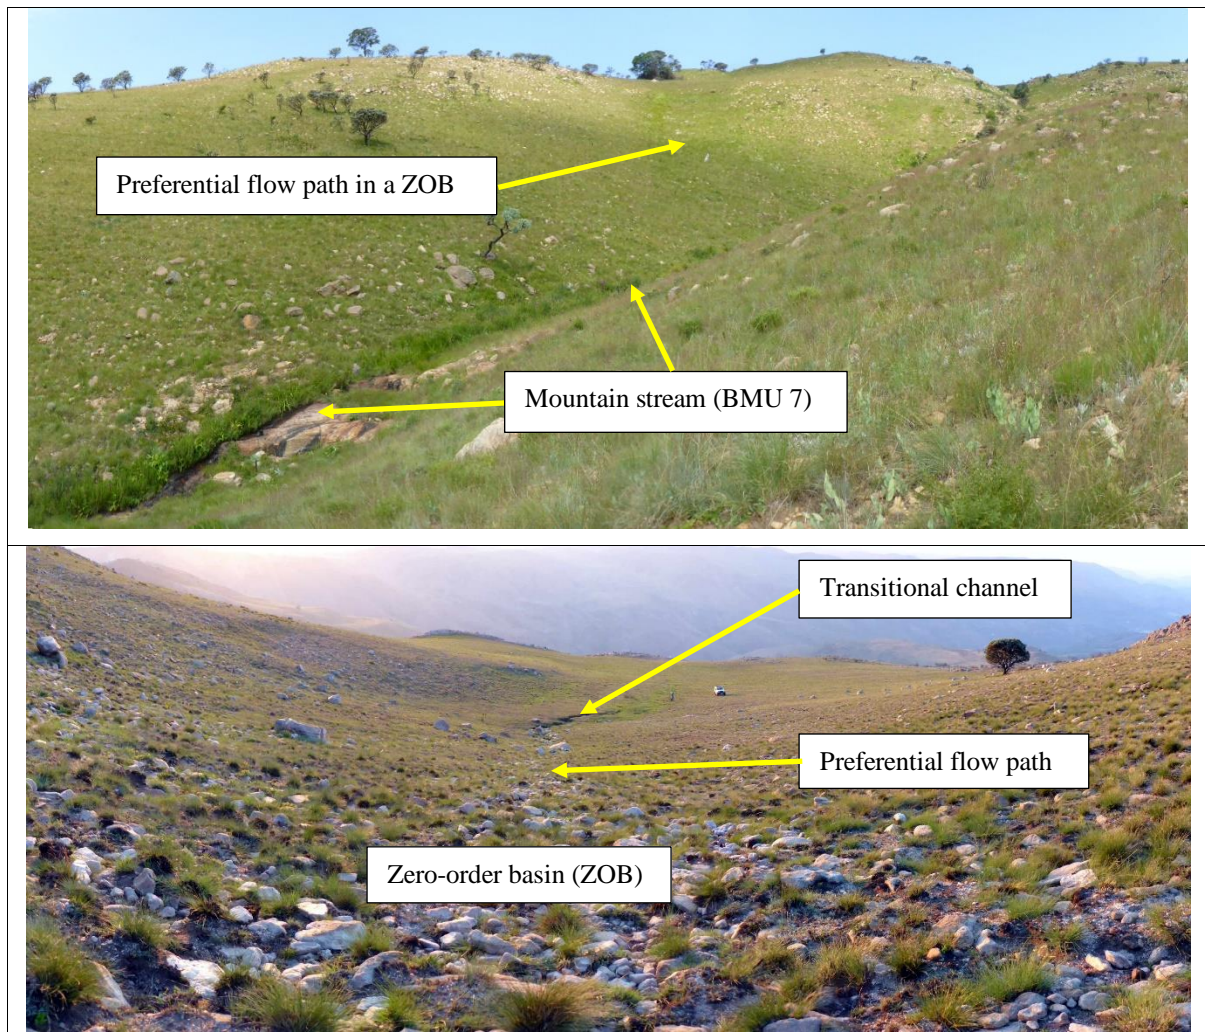 Preferential flow path in a ZOB
Mountain stream (BMU 7)
Transitional channel
Preferential flow path
Zero-order basin (ZOB)